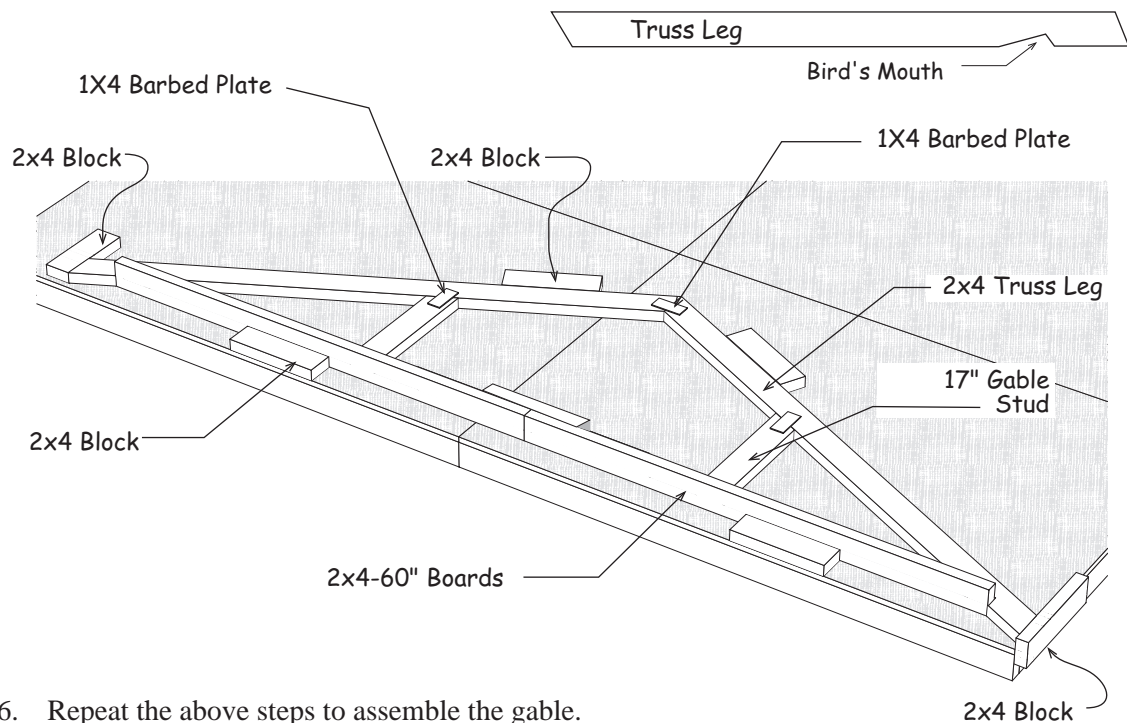 Truss Leg
Bird's Mouth
1X4 Barbed Plate
2x4 Block
2x4 Block
1X4 Barbed Plate
2x4 Truss Leg
17" Gable
Stud
2x4 Block
2x4-60" Boards
2x4 Block
6. Repeat the above steps to assemble the gable.